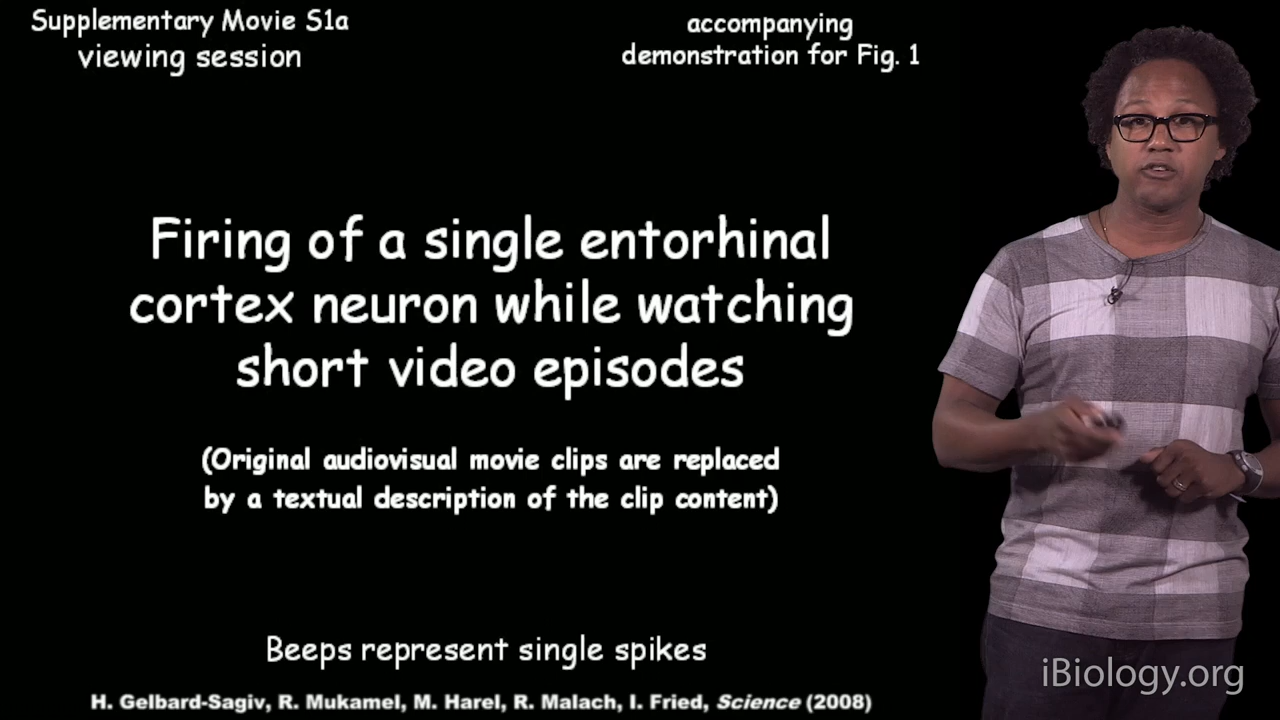 Supplementary Movie S1a
viewing session
accompanying
demonstration for Fig. 1
Firing of a single entorhinal
cortex neuron while watching
short video episodes
(Original audiovisual movie clips are replaced
by a textual description of the clip content)
Beeps represent single spikes
H. Gelbard-Sagiv, R. Mukamel, M. Harel, R. Malach, I. Fried, Science (2008)
iBiology.org